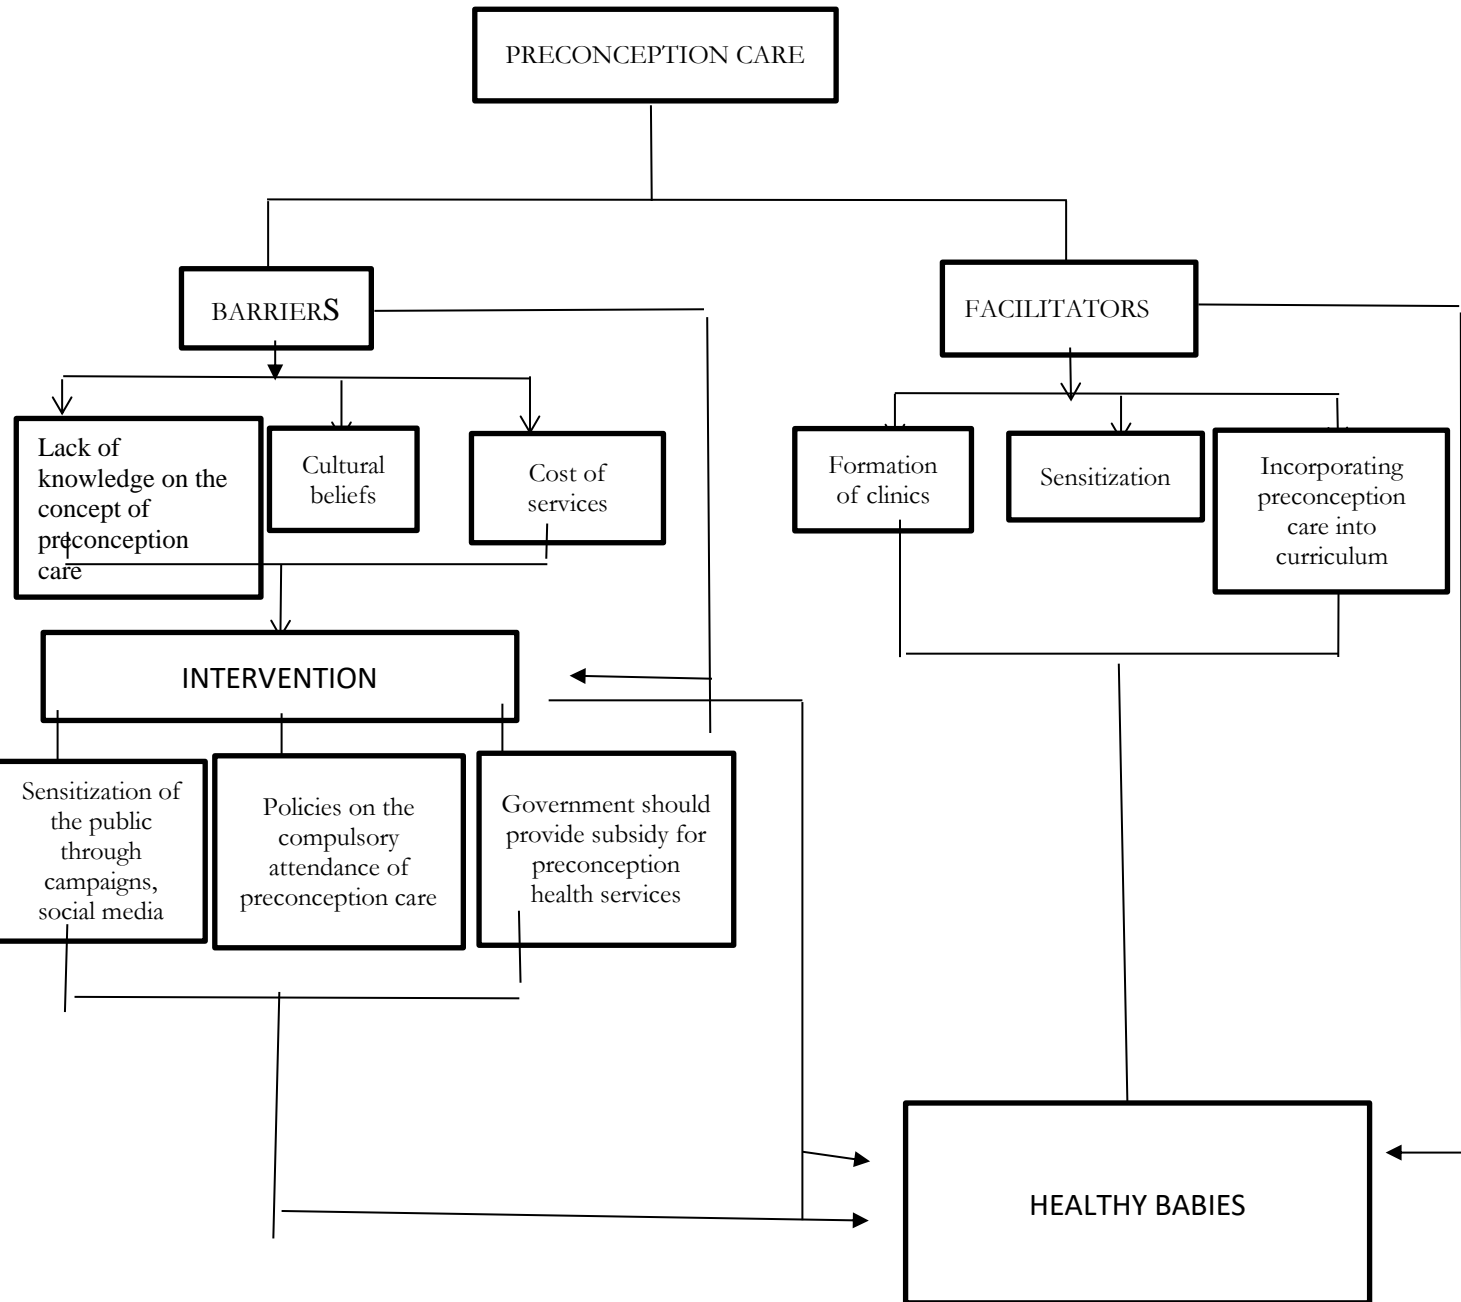 PRECONCEPTION CARE
BARRIERS
FACILITATORS
Lack of
knowledge on the
concept of
preconception
care
Cultural
beliefs
Cost of
services
Formation
of clinics
Sensitization
Incorporating
preconception
care into
curriculum
INTERVENTION
Sensitization of
the public
through
campaigns,
social media
Policies on the
compulsory
attendance of
preconception care
Government should
provide subsidy for
preconception
health services
HEALTHY BABIES